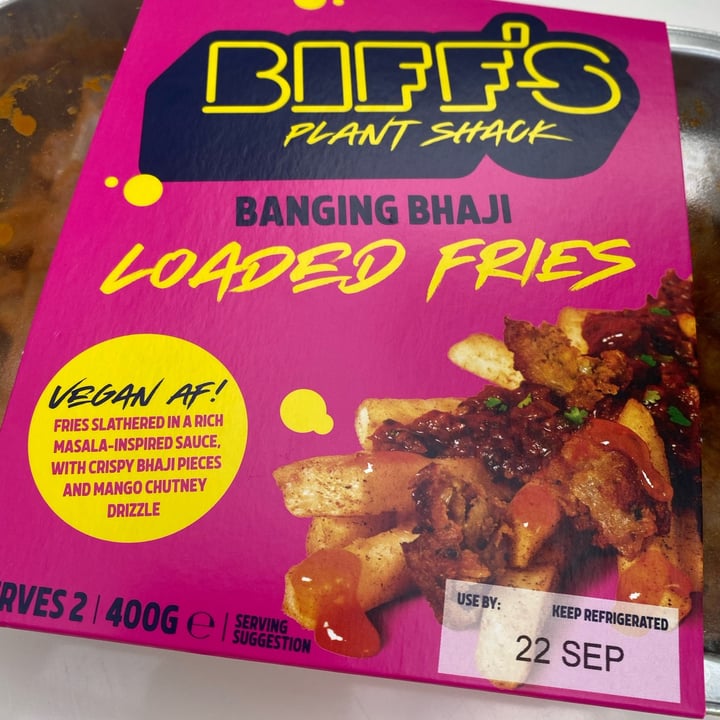 BIFF'S
PLANT SHACK
BANGING BHAJI
LOADED FRIES
VEGAN AF!
FRIES SLATHERED IN A RICH
MASALA-INSPIRED SAUCE,
WITH CRISPY BHAJI PIECES
AND MANGO CHUTNEY
DRIZZLE
RVES 2 | 400G ℮ | SERVING
SUGGESTION
USE BY: KEEP REFRIGERATED
22 SEP